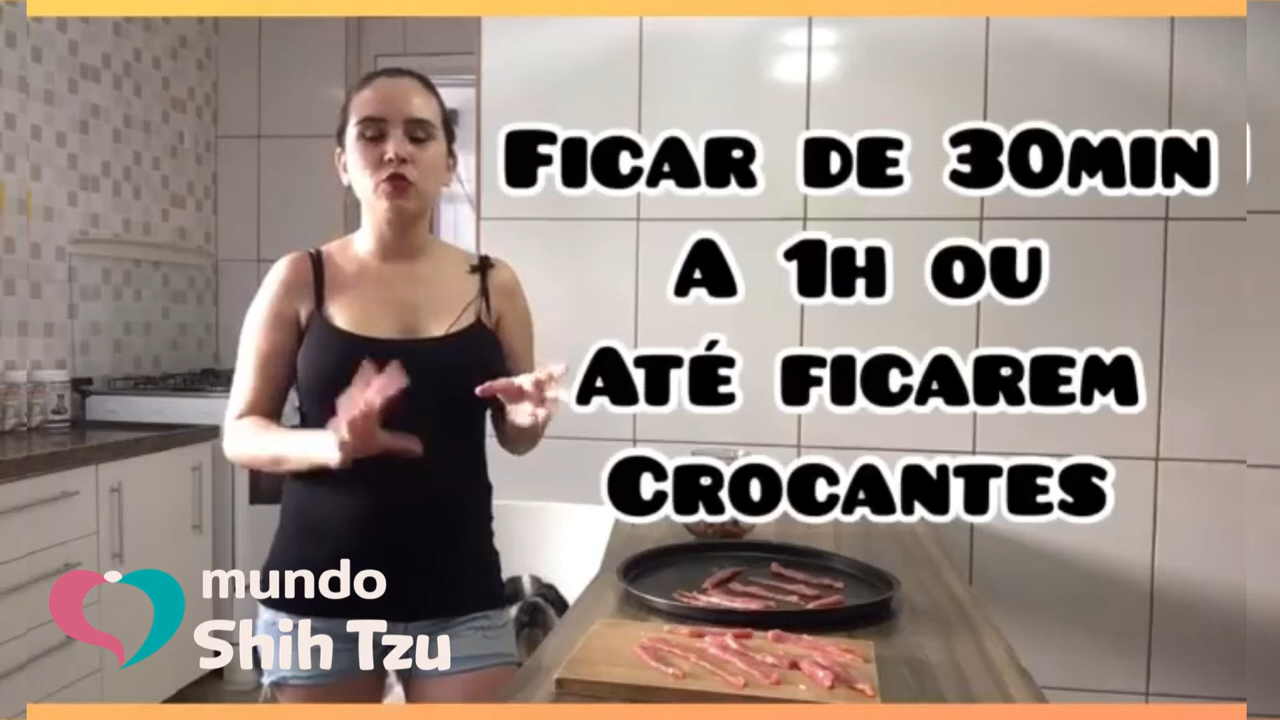 FICAR DE 30MIN
A 1H OU
ATÉ FICAREM
CROCANTES
mundo
Shih Tzu